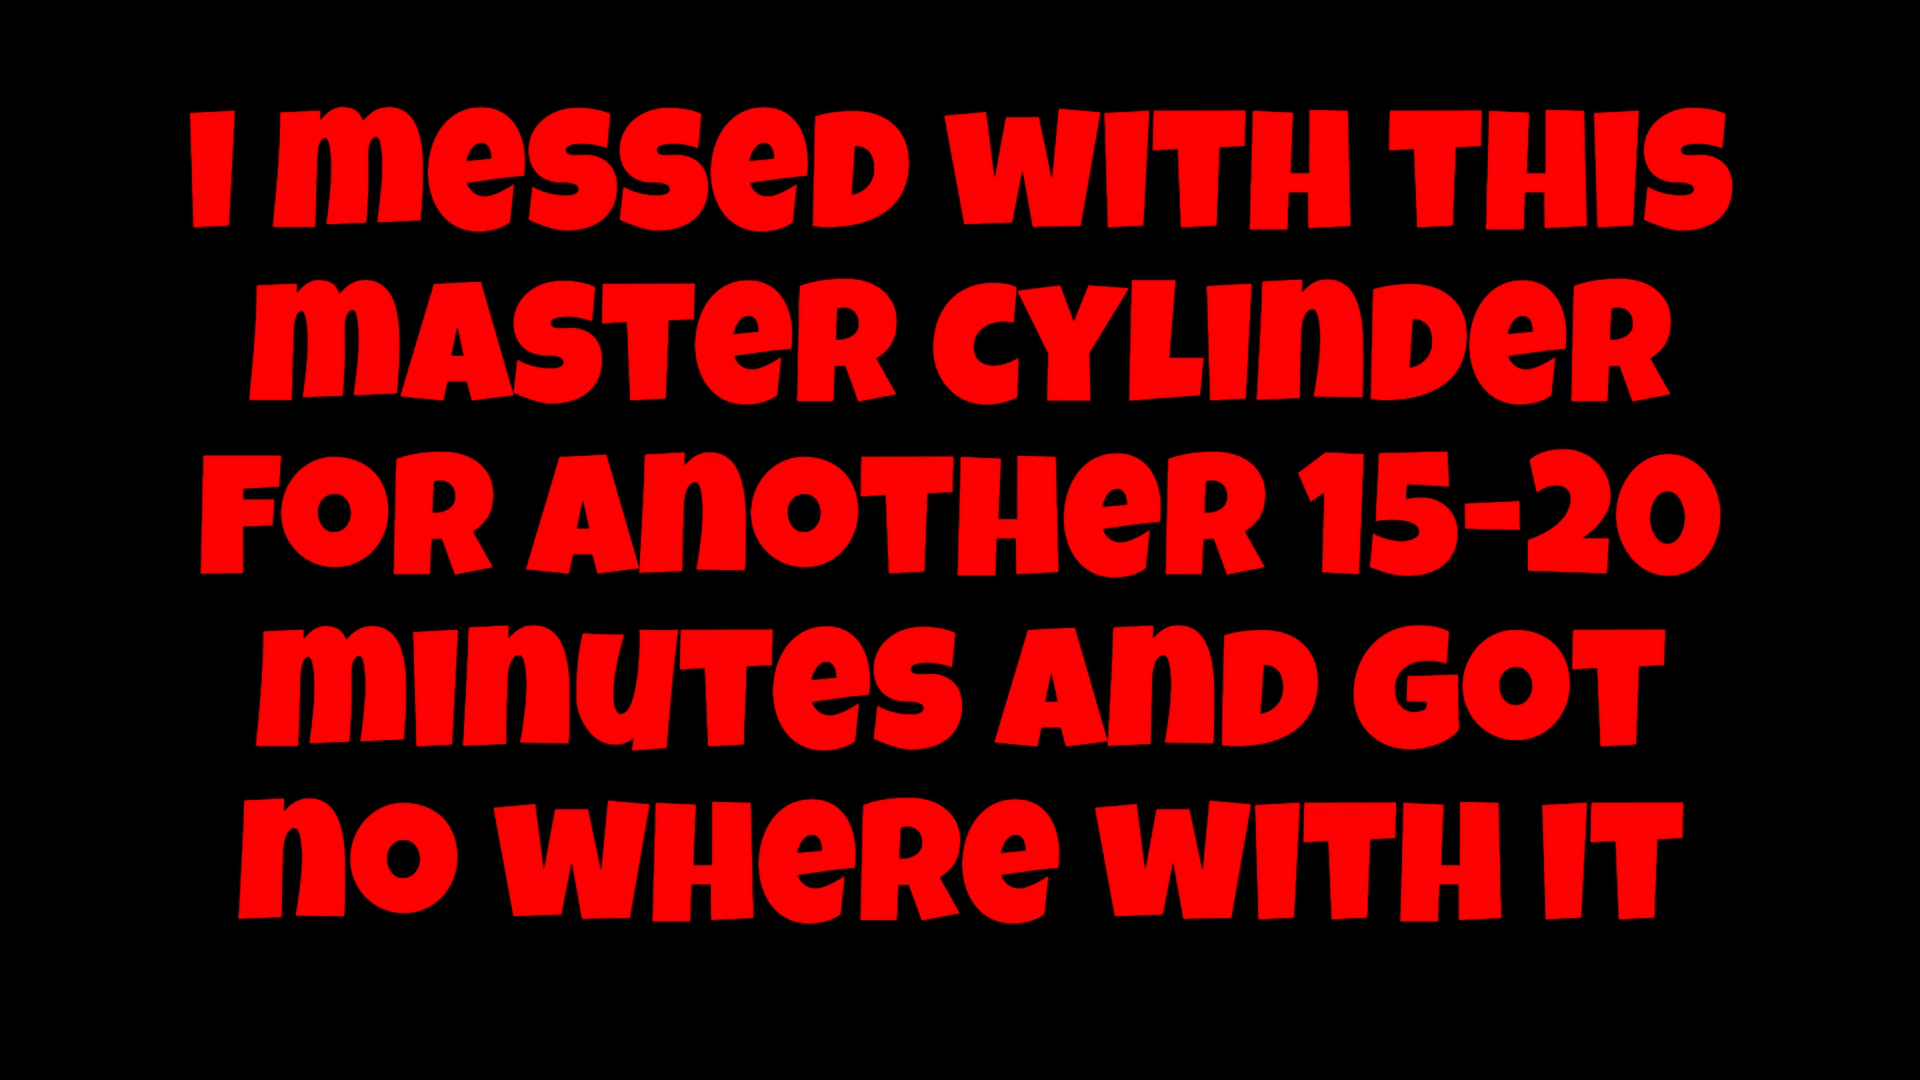 I MESSED WITH THIS
MASTER CYLINDER
FOR ANOTHER 15-20
MINUTES AND GOT
NO WHERE WITH IT